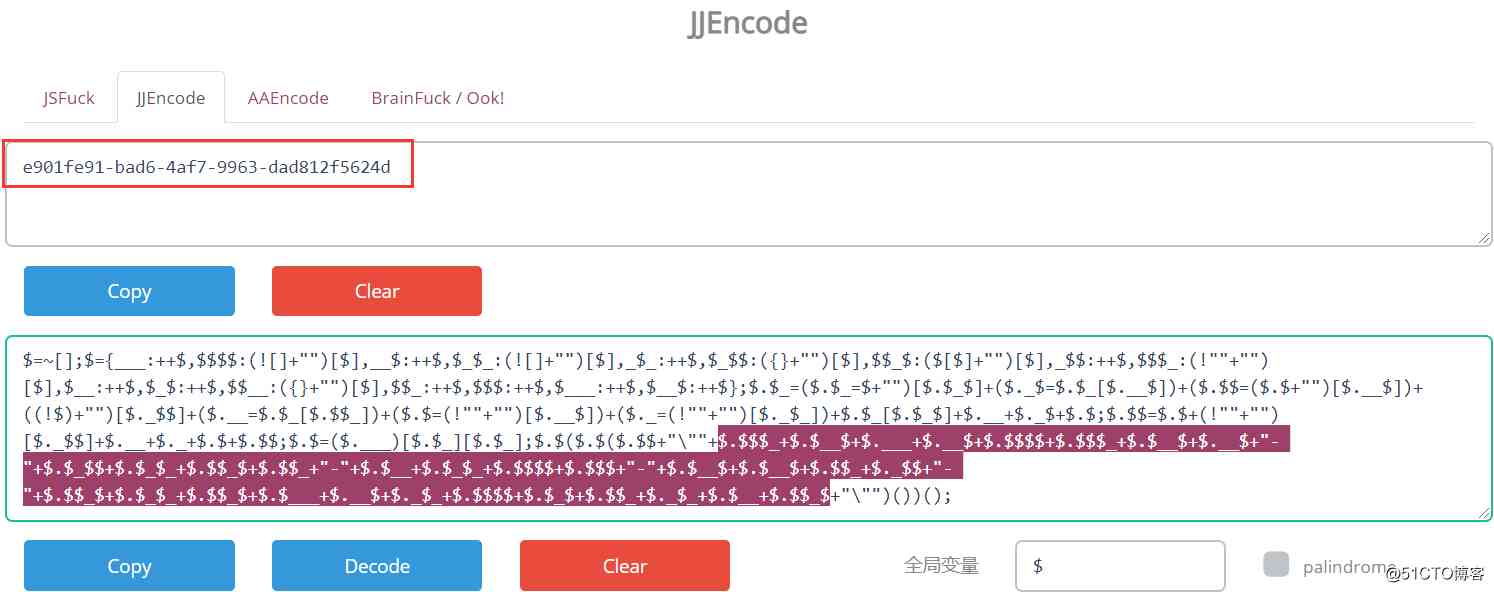 JJEncode
JSFuck JJEncode AAEncode BrainFuck / Ook!
e901fe91-bad6-4af7-9963-dad812f5624d
Copy Clear
$=~[];$={___:++$,$$$$:(![]+"")[$],__$:++$,$_$_:(![]+"")[$],_$_:++$,$_$$:({}+"")[$],$$_$:($[$]+"")[$],_$$:++$,$$$_:(!""+"")
[$],$__:++$,$_$:++$,$$__:({}+"")[$],$$_:++$,$$$:++$,$___:++$,$__$:++$};$.$_=($.$_=$+"")[$.$_$]+($._$=$.$_[$.__$])+($.$$=($.$+"")[$.__$])+
((!$)+"")[$._$$]+($.__=$.$_[$.$$_])+($.$=(!""+"")[$.__$])+($._=(!""+"")[$._$_])+$.$_[$.$_$]+$.__+$._$+$.$;$.$$=$.$+(!""+"")
[$._$$]+$.__+$._+$.$+$.$$;$.$=($.___)[$.$_][$.$_];$.$($.$($.$$+"\""+$.$$$_+$.$__$+$.___+$.__$+$.$$$$+$.$$$_+$.$__$+$.__$+"-
"+$.$_$$+$.$_$_+$.$$_$+$.$$_+"-"+$.$__+$.$_$_+$.$$$$+$.$$$+"-"+$.$__$+$.$__$+$.$$_+$._$$+"-
"+$.$$_$+$.$_$_+$.$$_$+$.$___+$.__$+$._$_+$.$$$$+$.$_$+$.$$_+$._$_+$.$__+$.$$_$+"\"")())();
Copy Decode Clear 全局变量 $ palindrome
@51CTO博客